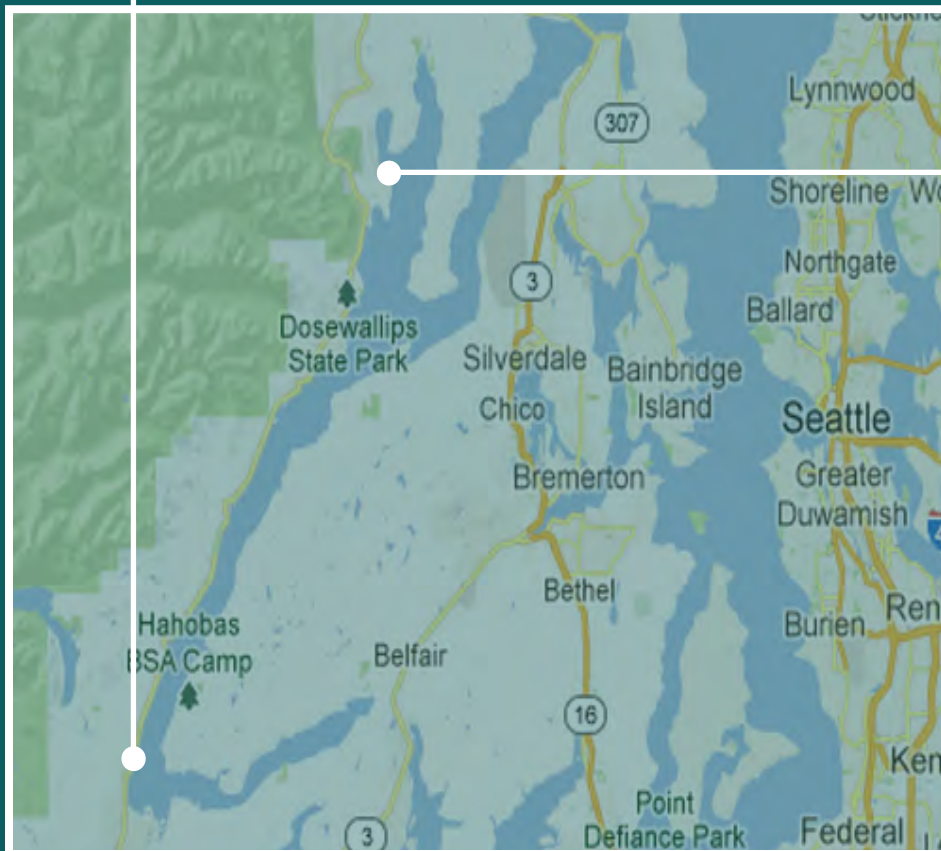 Lynnwood
307
Shoreline
Northgate
3
Ballard
Dosewallips
State Park
Silverdale
Bainbridge
Island
Chico
Seattle
Bremerton
Greater
Duwamish
Bethel
Hahobas
BSA Camp
Burien
Belfair
16
Point
Defiance Park
Federal
3